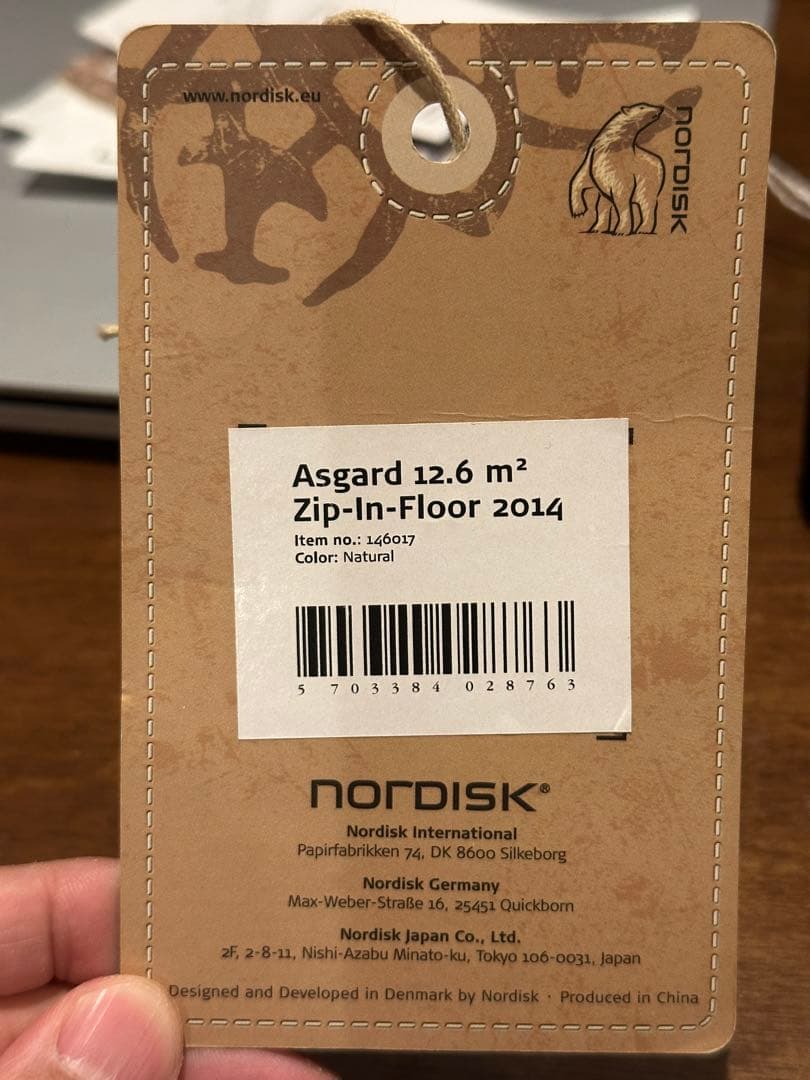 www.nordisk.eu
nordisk
Asgard 12.6 m²
Zip-In-Floor 2014
Item no.: 146017
Color: Natural
5 703384 028763
nordisk®
Nordisk International
Papirfabrikken 74, DK 8600 Silkeborg
Nordisk Germany
Max-Weber-Straße 16, 25451 Quickborn
Nordisk Japan Co., Ltd.
2F, 2-8-11, Nishi-Azabu Minato-ku, Tokyo 106-0031, Japan
Designed and Developed in Denmark by Nordisk · Produced in China